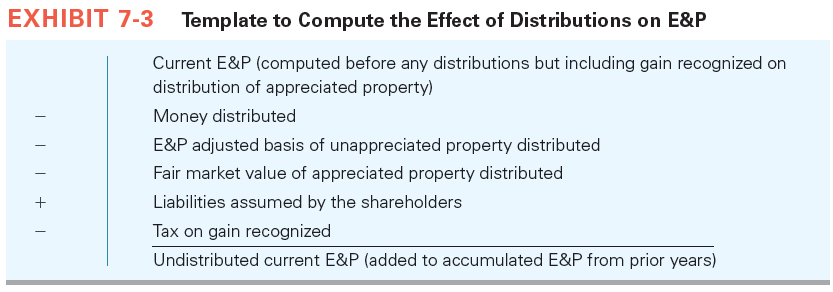 EXHIBIT 7-3 Template to Compute the Effect of Distributions on E&P
Current E&P (computed before any distributions but including gain recognized on
distribution of appreciated property)
− Money distributed
− E&P adjusted basis of unappreciated property distributed
− Fair market value of appreciated property distributed
+ Liabilities assumed by the shareholders
− Tax on gain recognized
Undistributed current E&P (added to accumulated E&P from prior years)